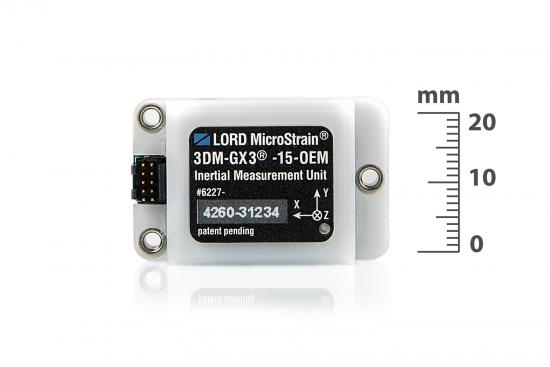 LORD MicroStrain®
3DM-GX3® -15-OEM
Inertial Measurement Unit
#6227-
4260-31234
patent pending
Y
X
Z
mm
20
10
0